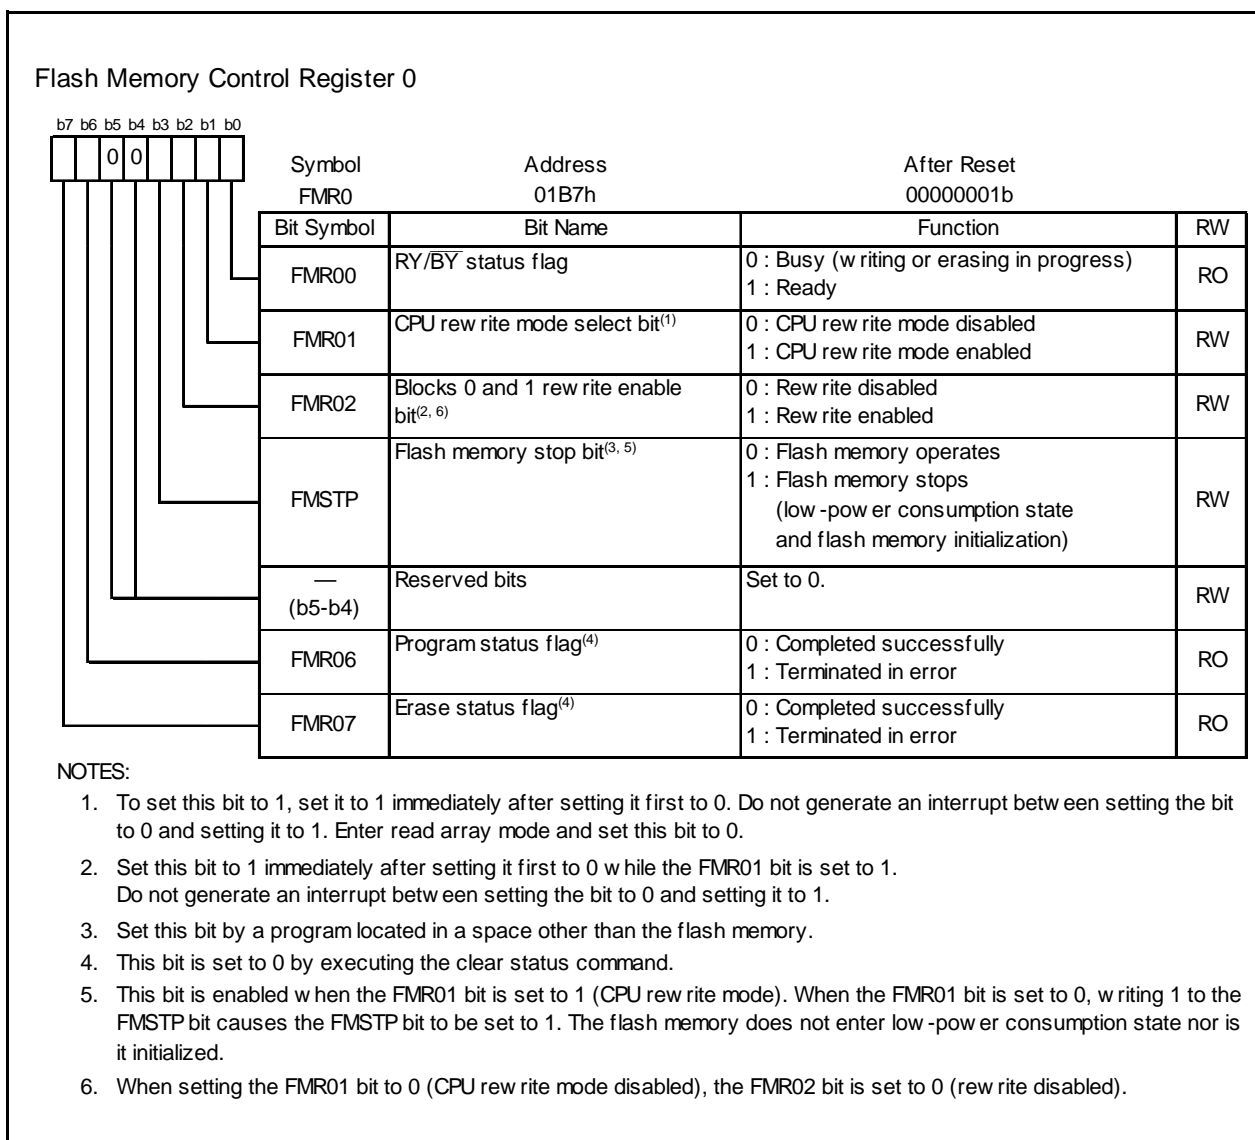 Flash Memory Control Register 0
b7 b6 b5 b4 b3 b2 b1 b0
0 0
Symbol Address After Reset
FMR0 01B7h 00000001b
Bit Symbol Bit Name Function RW
FMR00 RY/B̅Y̅ status flag 0 : Busy (writing or erasing in progress)
1 : Ready RO
FMR01 CPU rewrite mode select bit(1) 0 : CPU rewrite mode disabled
1 : CPU rewrite mode enabled RW
FMR02 Blocks 0 and 1 rewrite enable
bit(2, 6) 0 : Rewrite disabled
1 : Rewrite enabled RW
FMSTP Flash memory stop bit(3, 5) 0 : Flash memory operates
1 : Flash memory stops
(low-power consumption state
and flash memory initialization) RW
—
(b5-b4) Reserved bits Set to 0. RW
FMR06 Program status flag(4) 0 : Completed successfully
1 : Terminated in error RO
FMR07 Erase status flag(4) 0 : Completed successfully
1 : Terminated in error RO
NOTES:
1. To set this bit to 1, set it to 1 immediately after setting it first to 0. Do not generate an interrupt between setting the bit
to 0 and setting it to 1. Enter read array mode and set this bit to 0.
2. Set this bit to 1 immediately after setting it first to 0 while the FMR01 bit is set to 1.
Do not generate an interrupt between setting the bit to 0 and setting it to 1.
3. Set this bit by a program located in a space other than the flash memory.
4. This bit is set to 0 by executing the clear status command.
5. This bit is enabled when the FMR01 bit is set to 1 (CPU rewrite mode). When the FMR01 bit is set to 0, writing 1 to the
FMSTP bit causes the FMSTP bit to be set to 1. The flash memory does not enter low-power consumption state nor is
it initialized.
6. When setting the FMR01 bit to 0 (CPU rewrite mode disabled), the FMR02 bit is set to 0 (rewrite disabled).